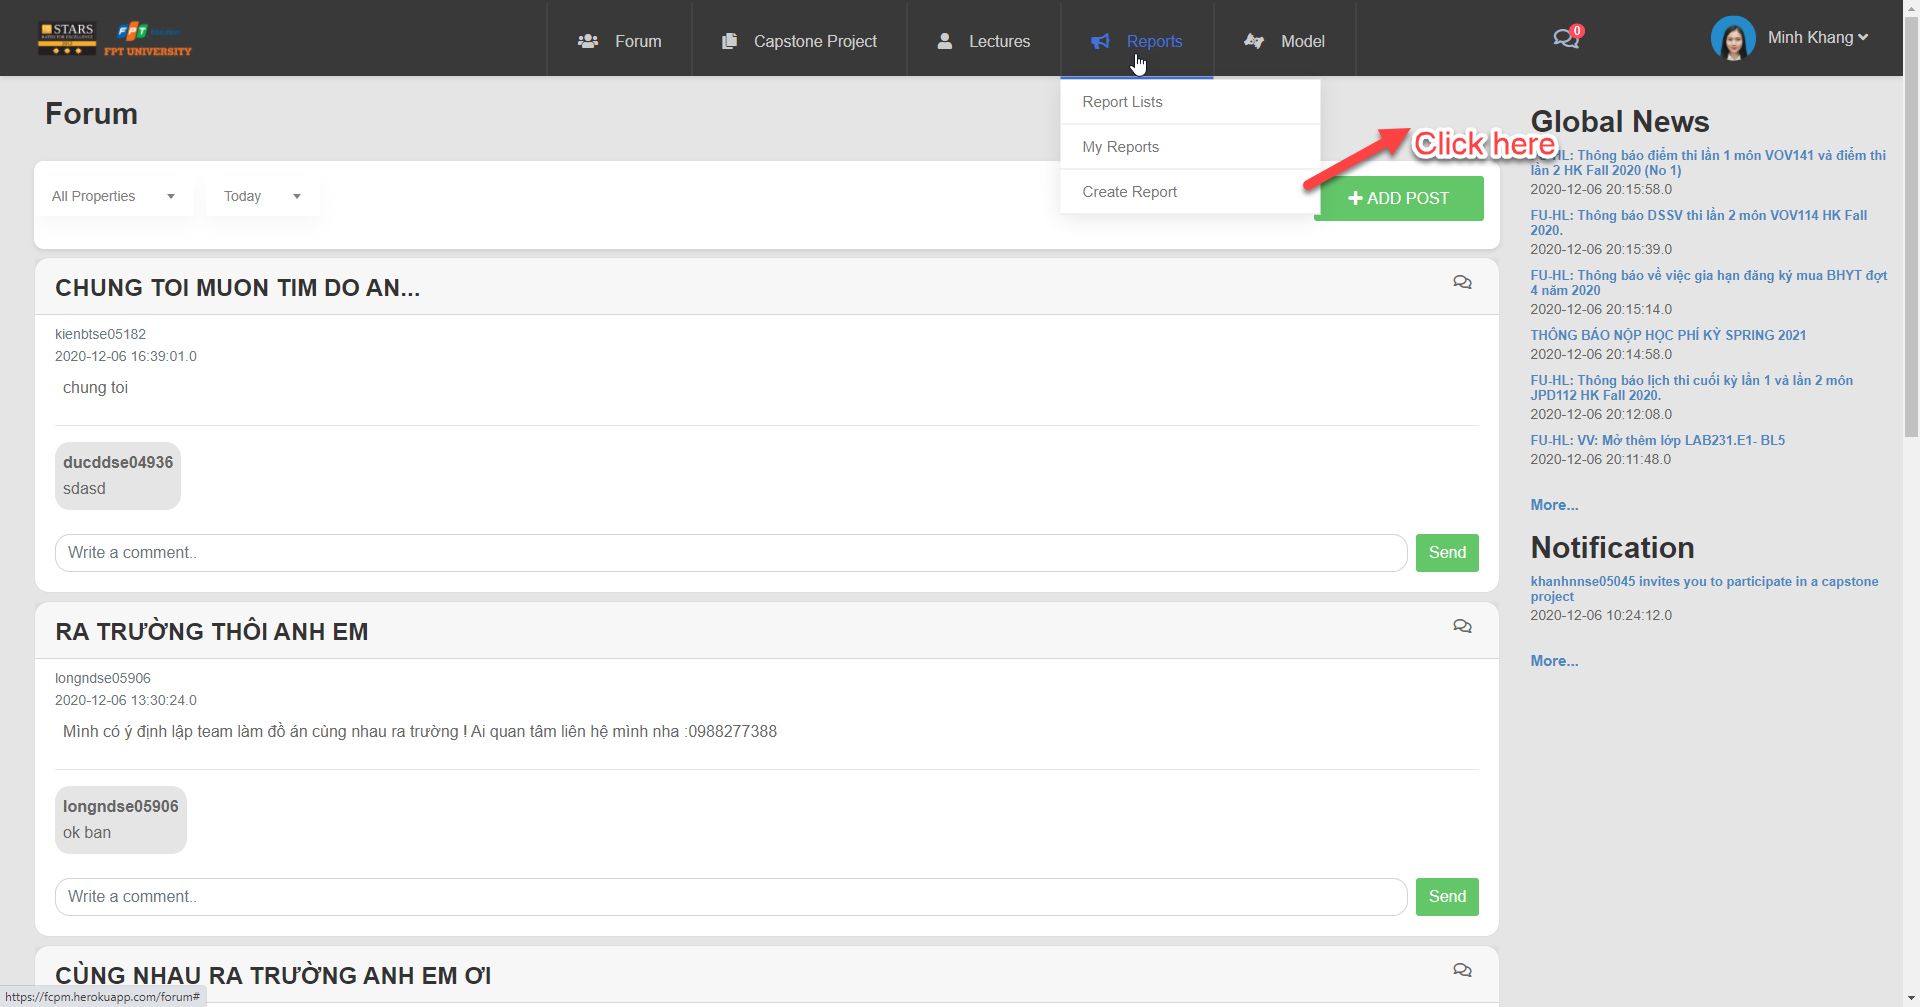 STARS
RATED FOR EXCELLENCE
FPT Education
FPT UNIVERSITY
Forum
Capstone Project
Lectures
Reports
Model
0
Minh Khang
Forum
Report Lists
My Reports
Create Report
Click here
All Properties
Today
ADD POST
CHUNG TOI MUON TIM DO AN...
kienbtse05182
2020-12-06 16:39:01.0
chung toi
ducddse04936
sdasd
Write a comment..
Send
RA TRƯỜNG THÔI ANH EM
longndse05906
2020-12-06 13:30:24.0
Mình có ý định lập team làm đồ án cùng nhau ra trường ! Ai quan tâm liên hệ mình nha :0988277388
longndse05906
ok ban
Write a comment..
Send
CÙNG NHAU RA TRƯỜNG ANH EM ƠI
Global News
HL: Thông báo điểm thi lần 1 môn VOV141 và điểm thi
lần 2 HK Fall 2020 (No 1)
2020-12-06 20:15:58.0
FU-HL: Thông báo DSSV thi lần 2 môn VOV114 HK Fall
2020.
2020-12-06 20:15:39.0
FU-HL: Thông báo về việc gia hạn đăng ký mua BHYT đợt
4 năm 2020
2020-12-06 20:15:14.0
THÔNG BÁO NỘP HỌC PHÍ KỲ SPRING 2021
2020-12-06 20:14:58.0
FU-HL: Thông báo lịch thi cuối kỳ lần 1 và lần 2 môn
JPD112 HK Fall 2020.
2020-12-06 20:12:08.0
FU-HL: VV: Mở thêm lớp LAB231.E1- BL5
2020-12-06 20:11:48.0
More...
Notification
khanhnnse05045 invites you to participate in a capstone
project
2020-12-06 10:24:12.0
More...
https://fcpm.herokuapp.com/forum#